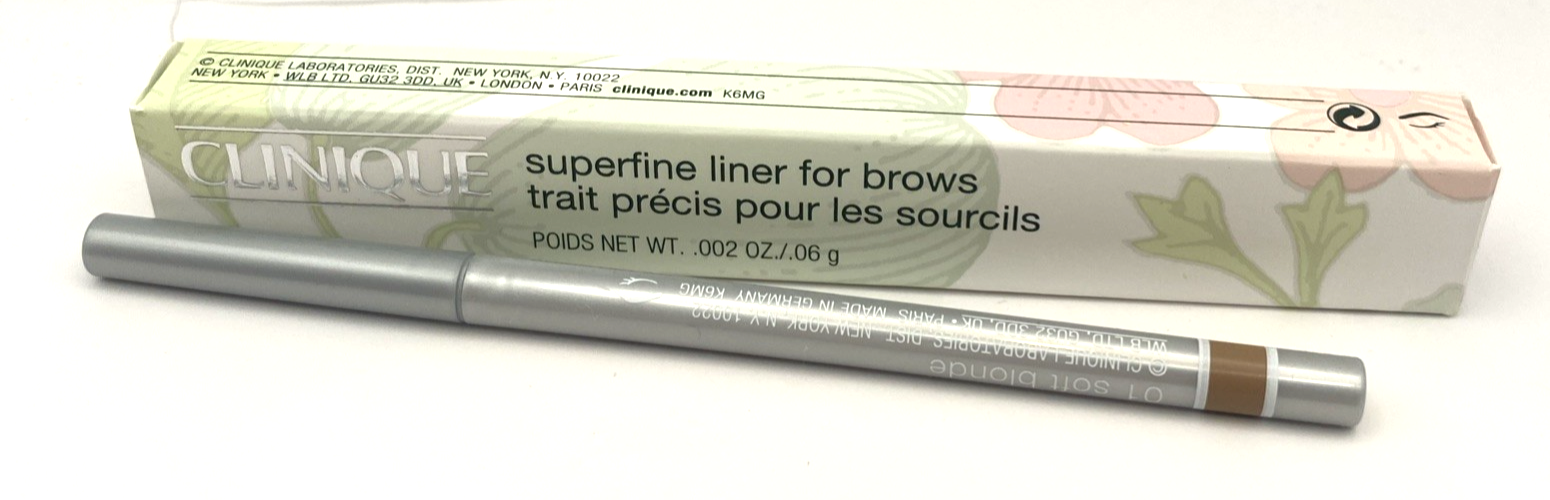 © CLINIQUE LABORATORIES, DIST. NEW YORK, N.Y. 10022
NEW YORK • WLB LTD, GU32 3DD, UK • LONDON • PARIS clinique.com K6MG
CLINIQUE
superfine liner for brows
trait précis pour les sourcils
POIDS NET WT. .002 OZ./.06 g
01 soft blonde
© CLINIQUE LABORATORIES, DIST. NEW YORK, N.Y. 10022
WLB LTD, GU32 3DD, UK • PARIS MADE IN GERMANY K6MG